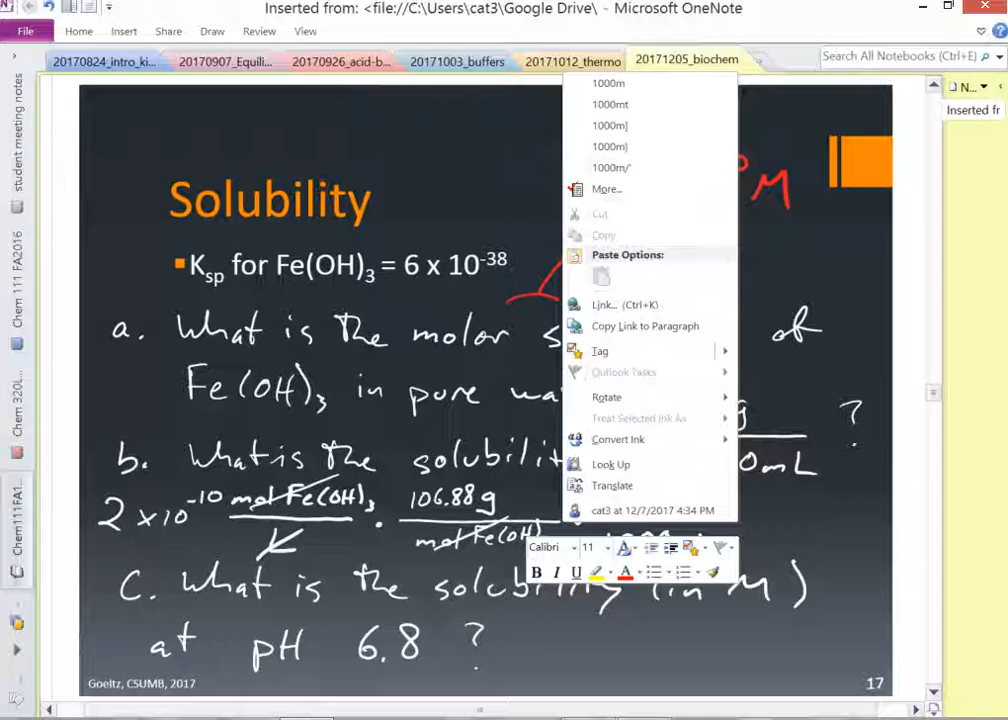 Inserted from: <file://C:\Users\cat3\Google Drive\ - Microsoft OneNote
File Home Insert Share Draw Review View
20170824_intro_ki... 20170907_Equili... 20170926_acid-b... 20171003_buffers 20171012_thermo 20171205_biochem
Search All Notebooks (Ctrl+E)
N...
Inserted fr
student meeting notes
Chem 111 FA2016
Chem 320L
Chem111FA1
1000m
1000mt
1000m]
1000m)
1000m/
More...
Cut
Copy
Paste Options:
Link... (Ctrl+K)
Copy Link to Paragraph
Tag
Outlook Tasks
Rotate
Treat Selected Ink As
Convert Ink
Look Up
Translate
cat3 at 12/7/2017 4:34 PM
Calibri 11
B I U A
M
Solubility
Ksp for Fe(OH)3 = 6 x 10-38
a. What is the molar s of
Fe(OH)3 in pure wa
g ?
b. What is the solubilit
0mL
2 x 10-10 mol Fe(OH)3 / L · 106.88g / mol Fe(OH)
c. What is the solubility (in M)
at pH 6.8 ?
Goeltz, CSUMB, 2017
17